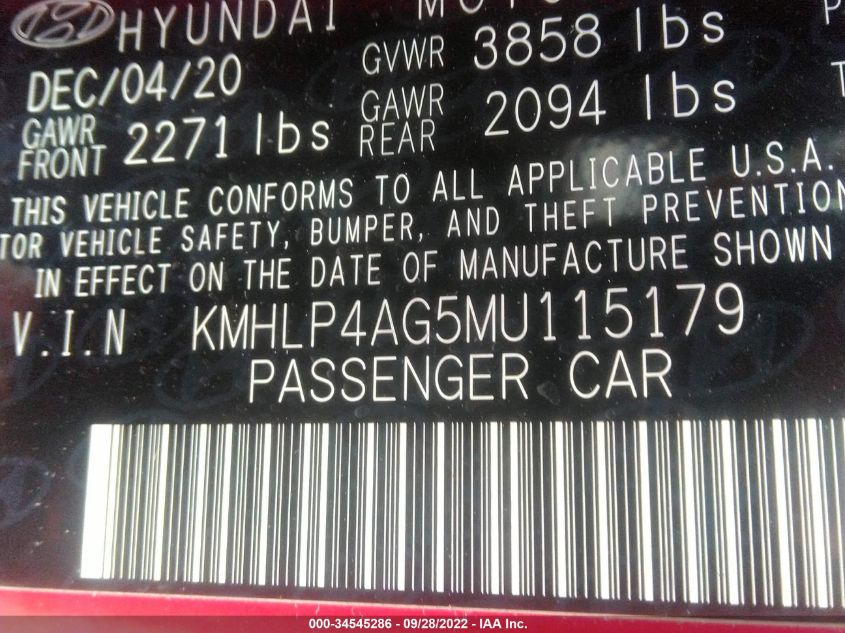 HYUNDAI
DEC/04/20 GVWR 3858 lbs
GAWR FRONT 2271 lbs GAWR REAR 2094 lbs
THIS VEHICLE CONFORMS TO ALL APPLICABLE U.S.A.
VEHICLE SAFETY, BUMPER, AND THEFT PREVENTION
IN EFFECT ON THE DATE OF MANUFACTURE SHOWN
V.I.N KMHLP4AG5MU115179
PASSENGER CAR
000-34545286 - 09/28/2022 - IAA Inc.